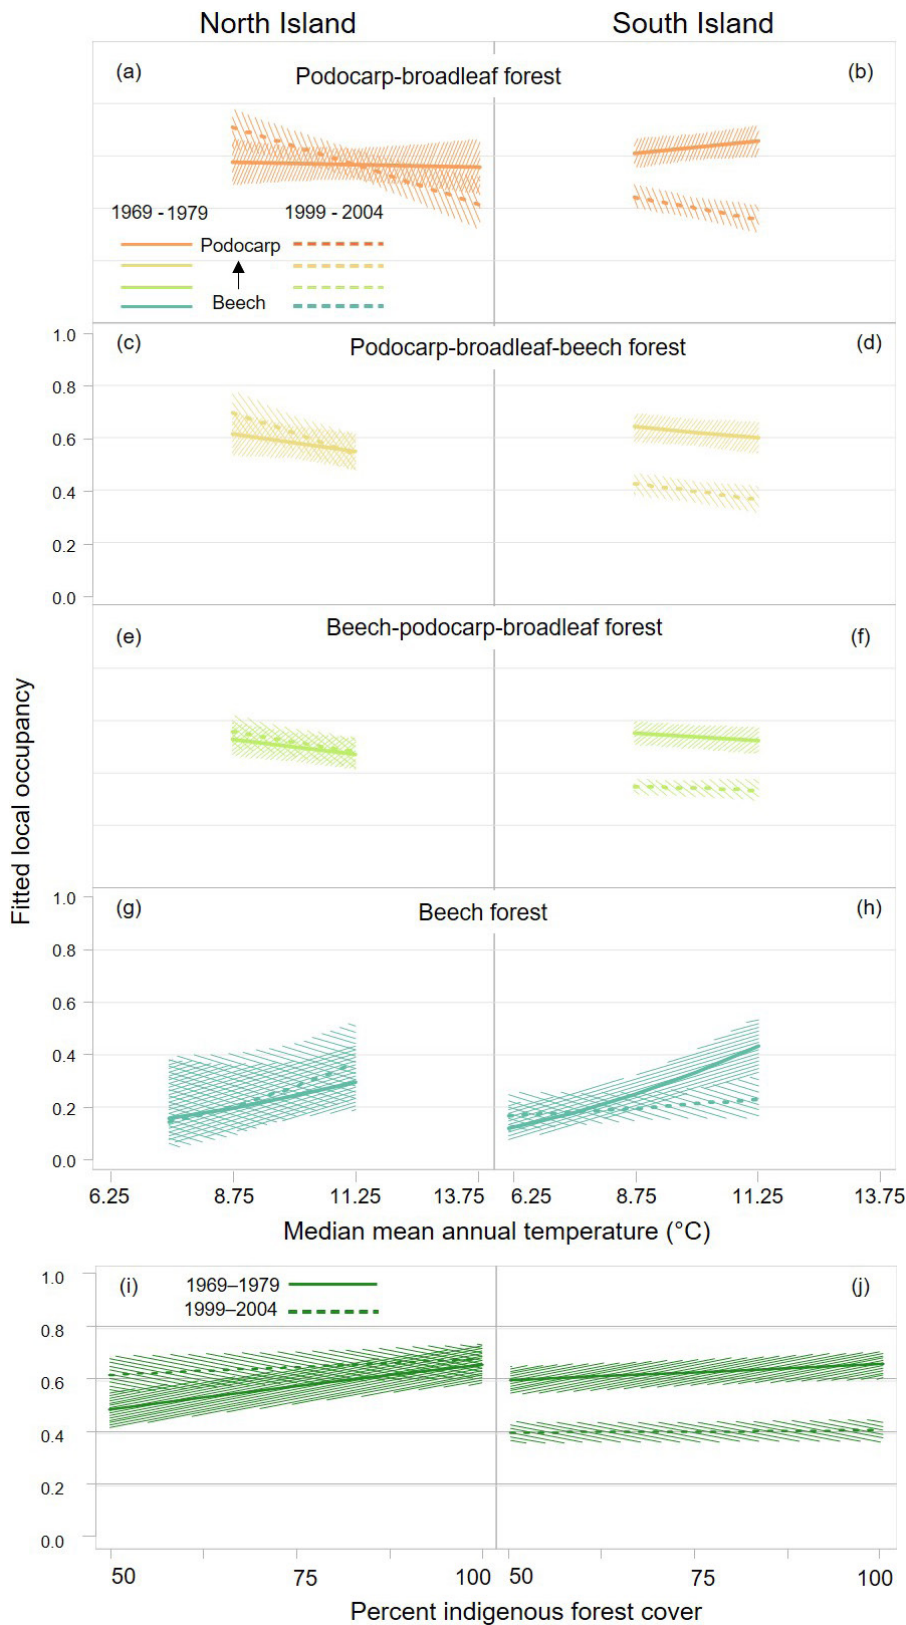 North Island South Island
(a) Podocarp-broadleaf forest (b)
1969 - 1979 1999 - 2004
Podocarp
Beech
(c) Podocarp-broadleaf-beech forest (d)
1.0
0.8
0.6
0.4
0.2
0.0
(e) Beech-podocarp-broadleaf forest (f)
Fitted local occupancy
(g) Beech forest (h)
1.0
0.8
0.6
0.4
0.2
0.0
6.25 8.75 11.25 13.75 6.25 8.75 11.25 13.75
Median mean annual temperature (°C)
(i) 1969–1979 (j)
1999–2004
1.0
0.8
0.6
0.4
0.2
0.0
50 75 100 50 75 100
Percent indigenous forest cover